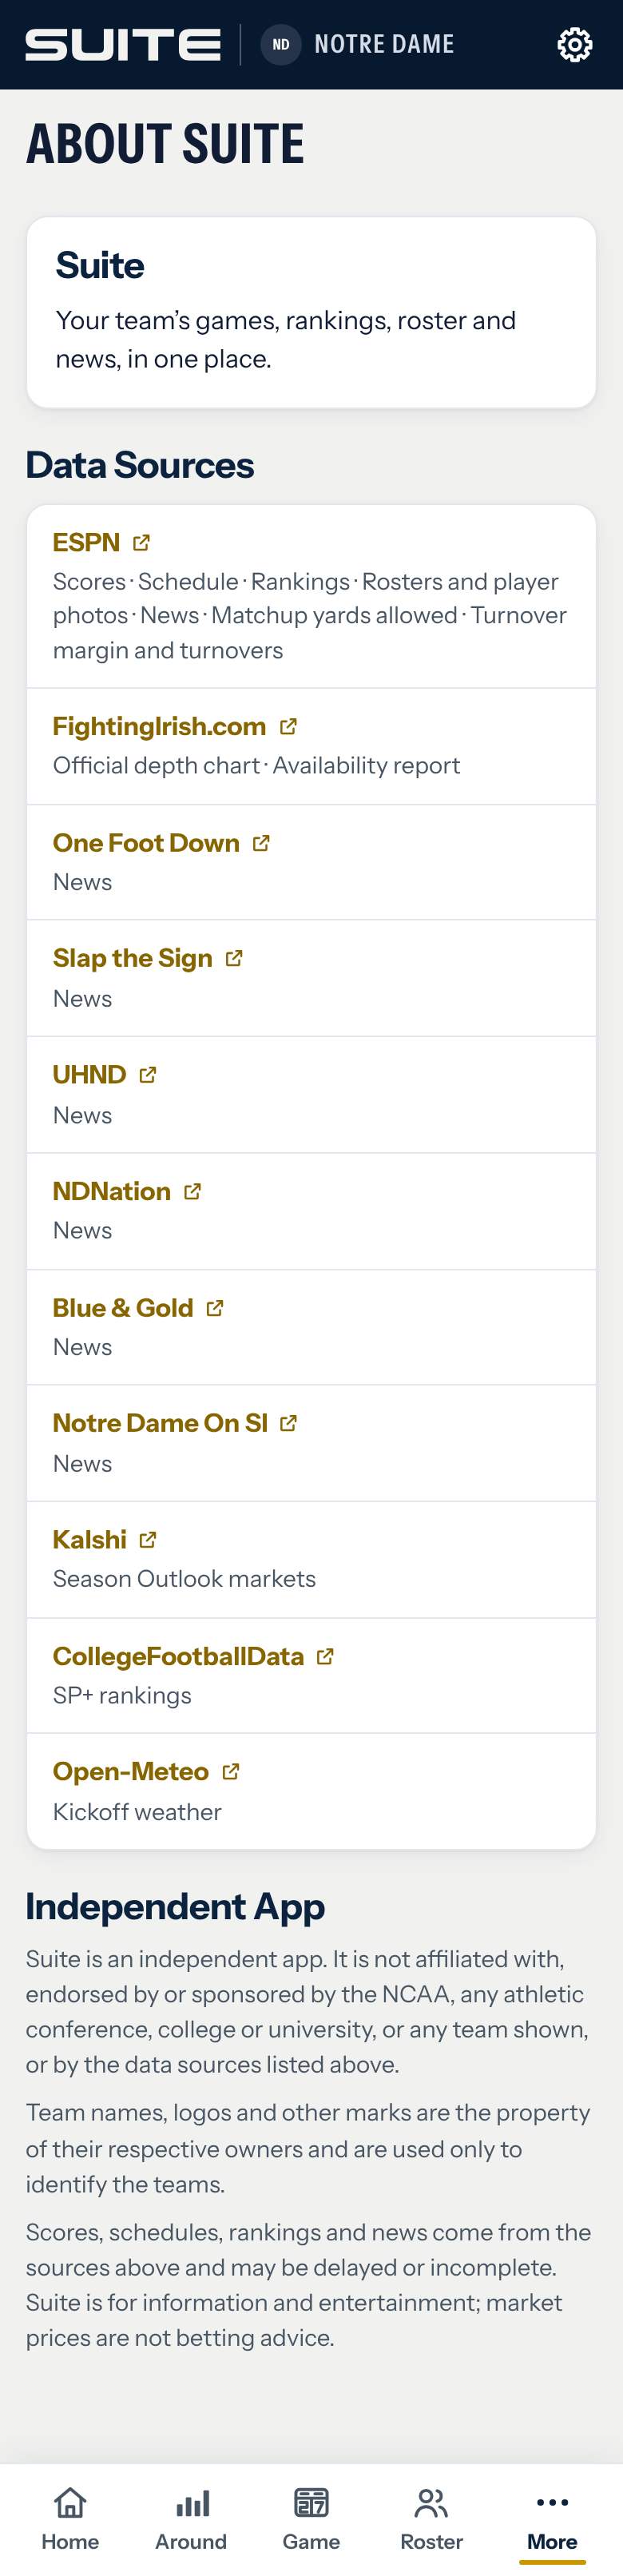 SUITE
ND
NOTRE DAME
ABOUT SUITE
Suite
Your team’s games, rankings, roster and
news, in one place.
Data Sources
ESPN
Scores · Schedule · Rankings · Rosters and player
photos · News · Matchup yards allowed · Turnover
margin and turnovers
FightingIrish.com
Official depth chart · Availability report
One Foot Down
News
Slap the Sign
News
UHND
News
NDNation
News
Blue & Gold
News
Notre Dame On SI
News
Kalshi
Season Outlook markets
CollegeFootballData
SP+ rankings
Open-Meteo
Kickoff weather
Independent App
Suite is an independent app. It is not affiliated with,
endorsed by or sponsored by the NCAA, any athletic
conference, college or university, or any team shown,
or by the data sources listed above.
Team names, logos and other marks are the property
of their respective owners and are used only to
identify the teams.
Scores, schedules, rankings and news come from the
sources above and may be delayed or incomplete.
Suite is for information and entertainment; market
prices are not betting advice.
27
Home
Around
Game
Roster
More